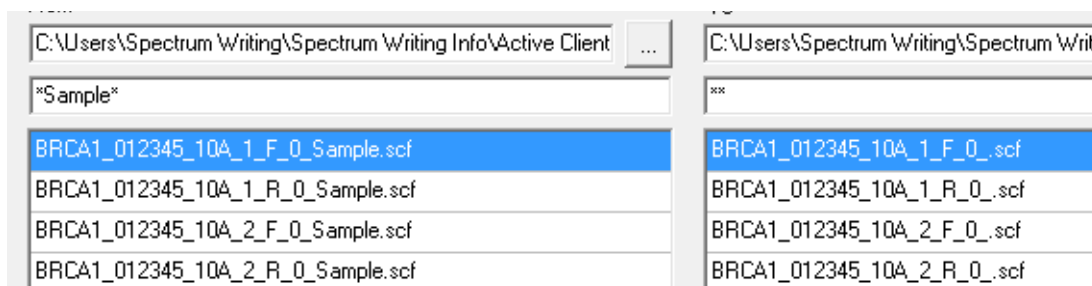 C:\Users\Spectrum Writing\Spectrum Writing Info\Active Client ... C:\Users\Spectrum Writing\Spectrum Writ
*Sample* **
BRCA1_012345_10A_1_F_0_Sample.scf BRCA1_012345_10A_1_F_0_.scf
BRCA1_012345_10A_1_R_0_Sample.scf BRCA1_012345_10A_1_R_0_.scf
BRCA1_012345_10A_2_F_0_Sample.scf BRCA1_012345_10A_2_F_0_.scf
BRCA1_012345_10A_2_R_0_Sample.scf BRCA1_012345_10A_2_R_0_.scf